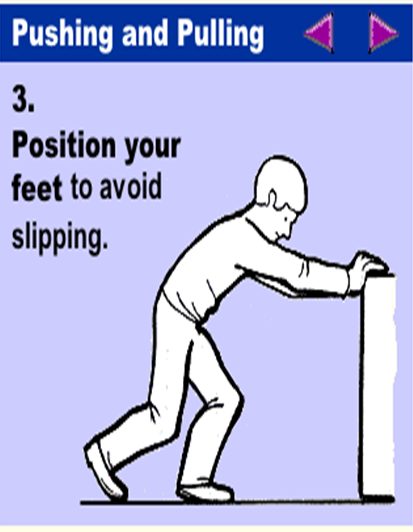 Pushing and Pulling
3.
Position your
feet to avoid
slipping.